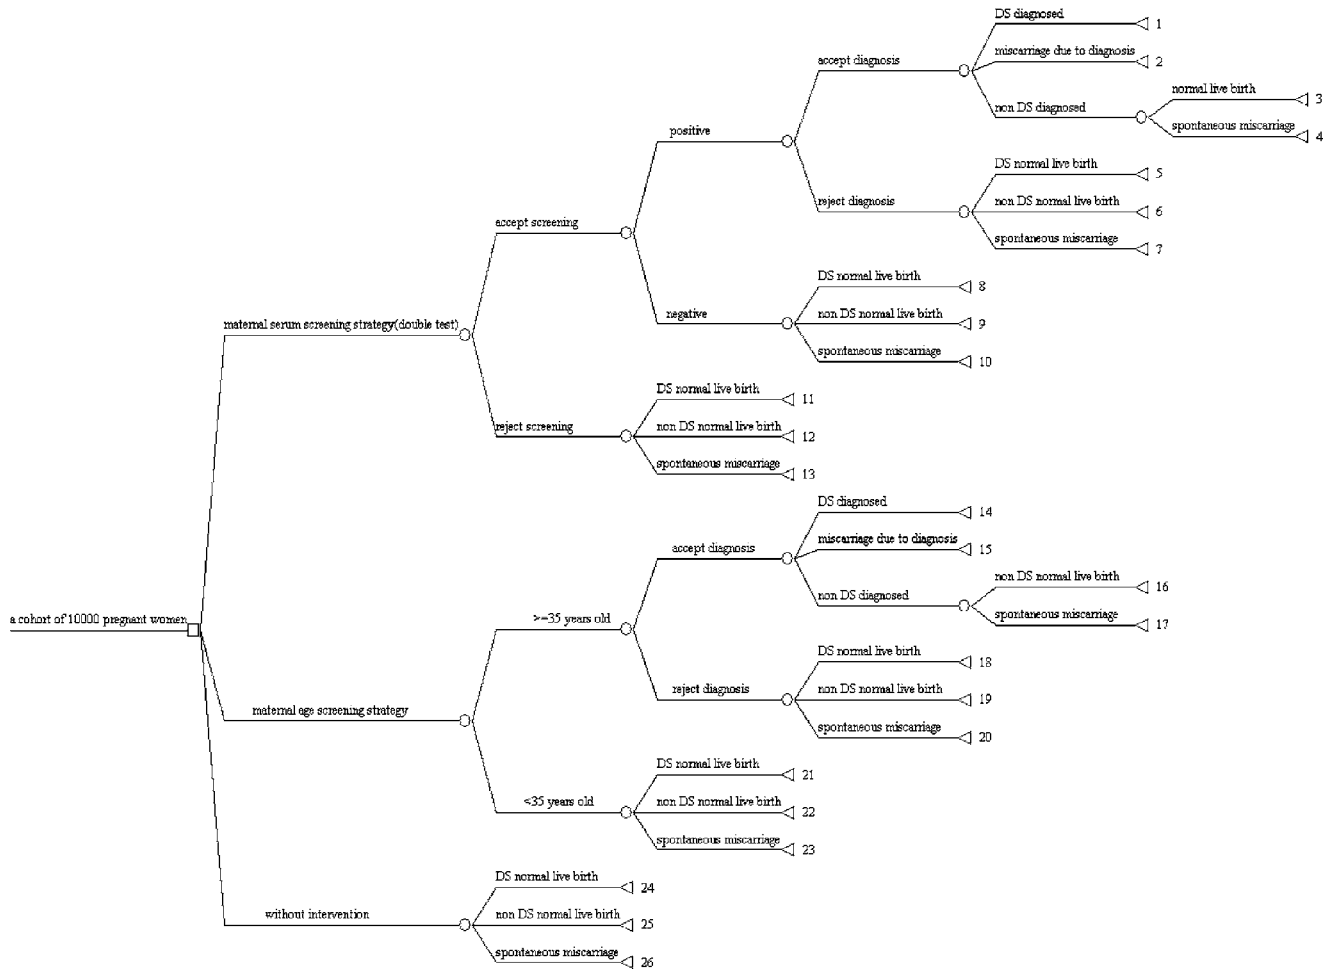 DS diagnosed 1
miscarriage due to diagnosis 2
accept diagnosis
normal live birth 3
non DS diagnosed
spontaneous miscarriage 4
positive
DS normal live birth 5
reject diagnosis
non DS normal live birth 6
spontaneous miscarriage 7
accept screening
DS normal live birth 8
negative
non DS normal live birth 9
maternal serum screening strategy(double test)
spontaneous miscarriage 10
DS normal live birth 11
reject screening
non DS normal live birth 12
spontaneous miscarriage 13
DS diagnosed 14
miscarriage due to diagnosis 15
accept diagnosis
non DS normal live birth 16
non DS diagnosed
spontaneous miscarriage 17
a cohort of 10000 pregnant women
>=35 years old
DS normal live birth 18
reject diagnosis
non DS normal live birth 19
maternal age screening strategy
spontaneous miscarriage 20
DS normal live birth 21
<35 years old
non DS normal live birth 22
spontaneous miscarriage 23
DS normal live birth 24
without intervention
non DS normal live birth 25
spontaneous miscarriage 26